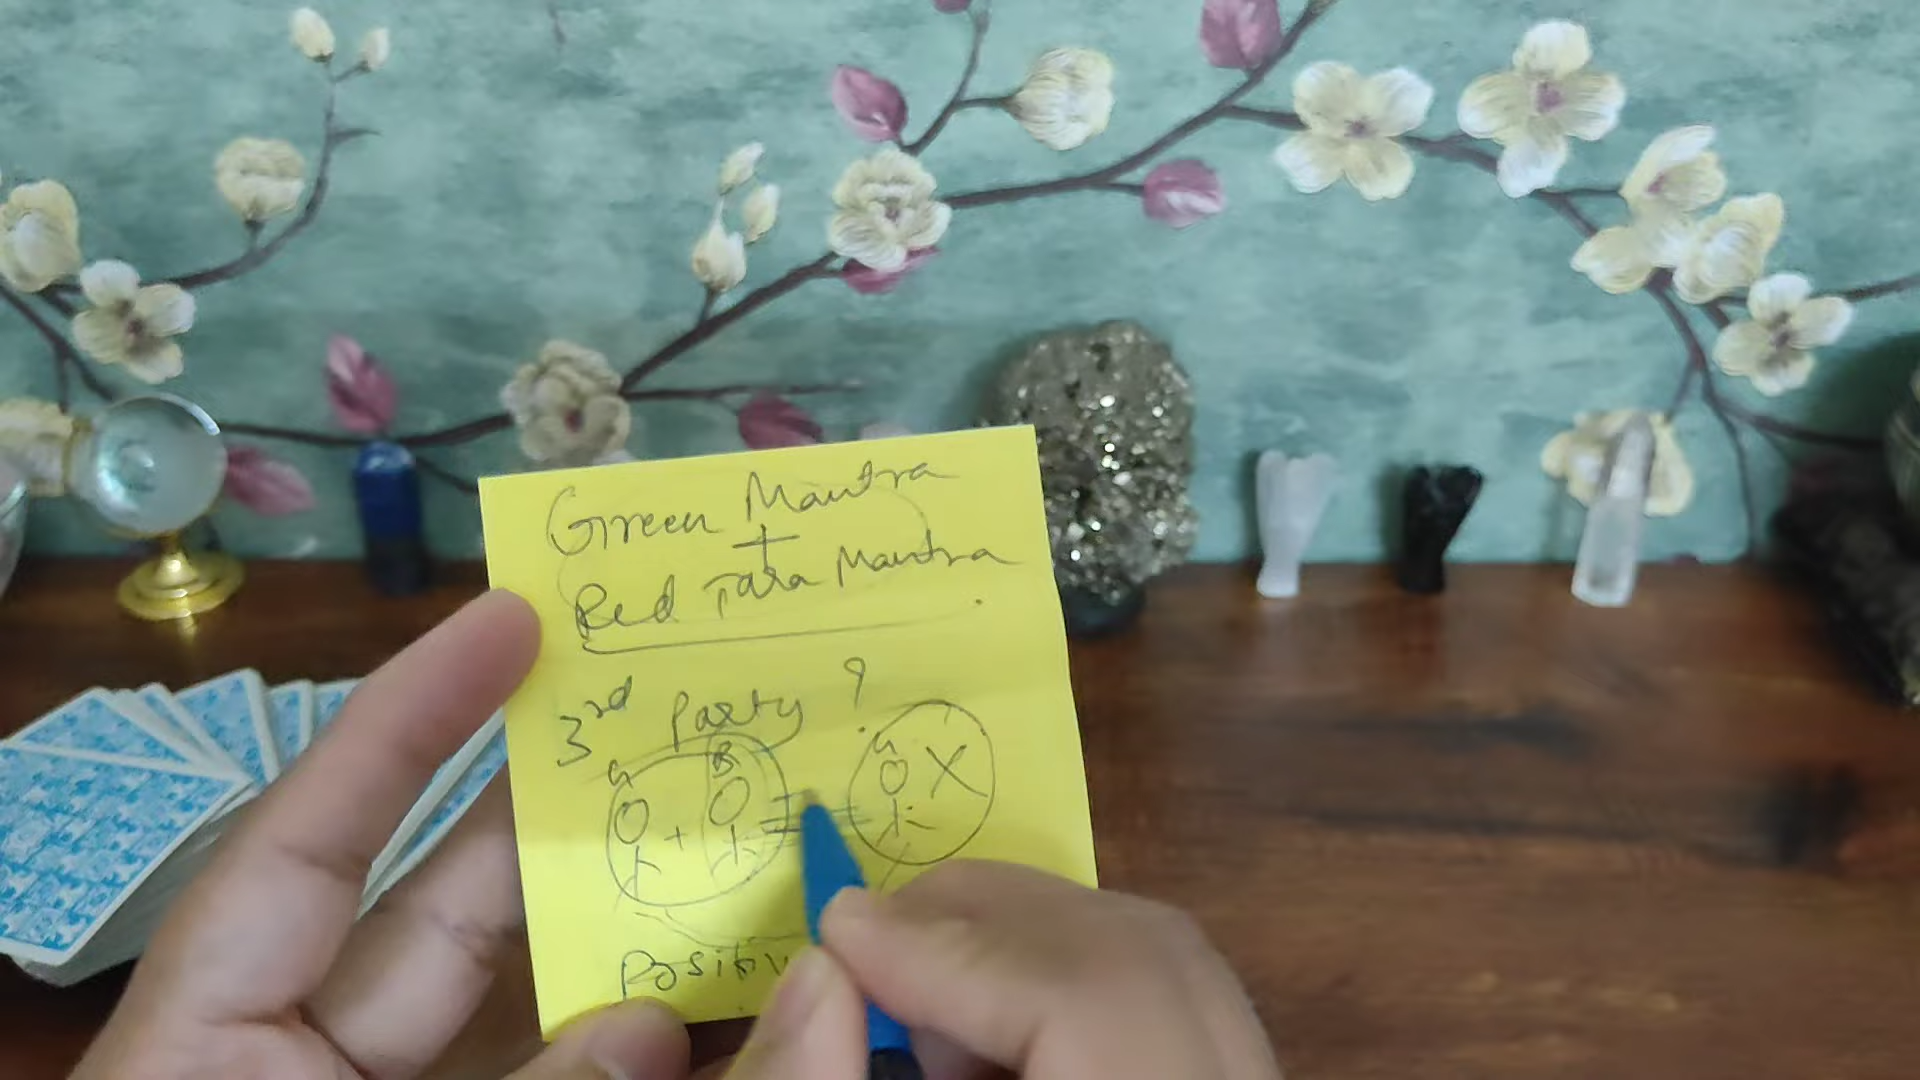 Green Mantra
+
Red Tara Mantra
3rd Party ?
G B
G X
+
Positiv